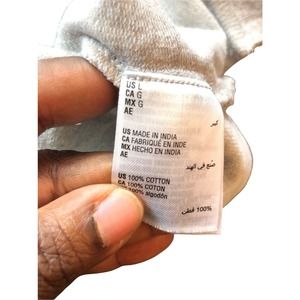 US L
CA G
MX G
AE كبير
US MADE IN INDIA
CA FABRIQUÉ EN INDE
MX HECHO EN INDIA
AE صنع في الهند
US 100% COTTON
CA 100% COTON
MX 100% algodón
100% قطن